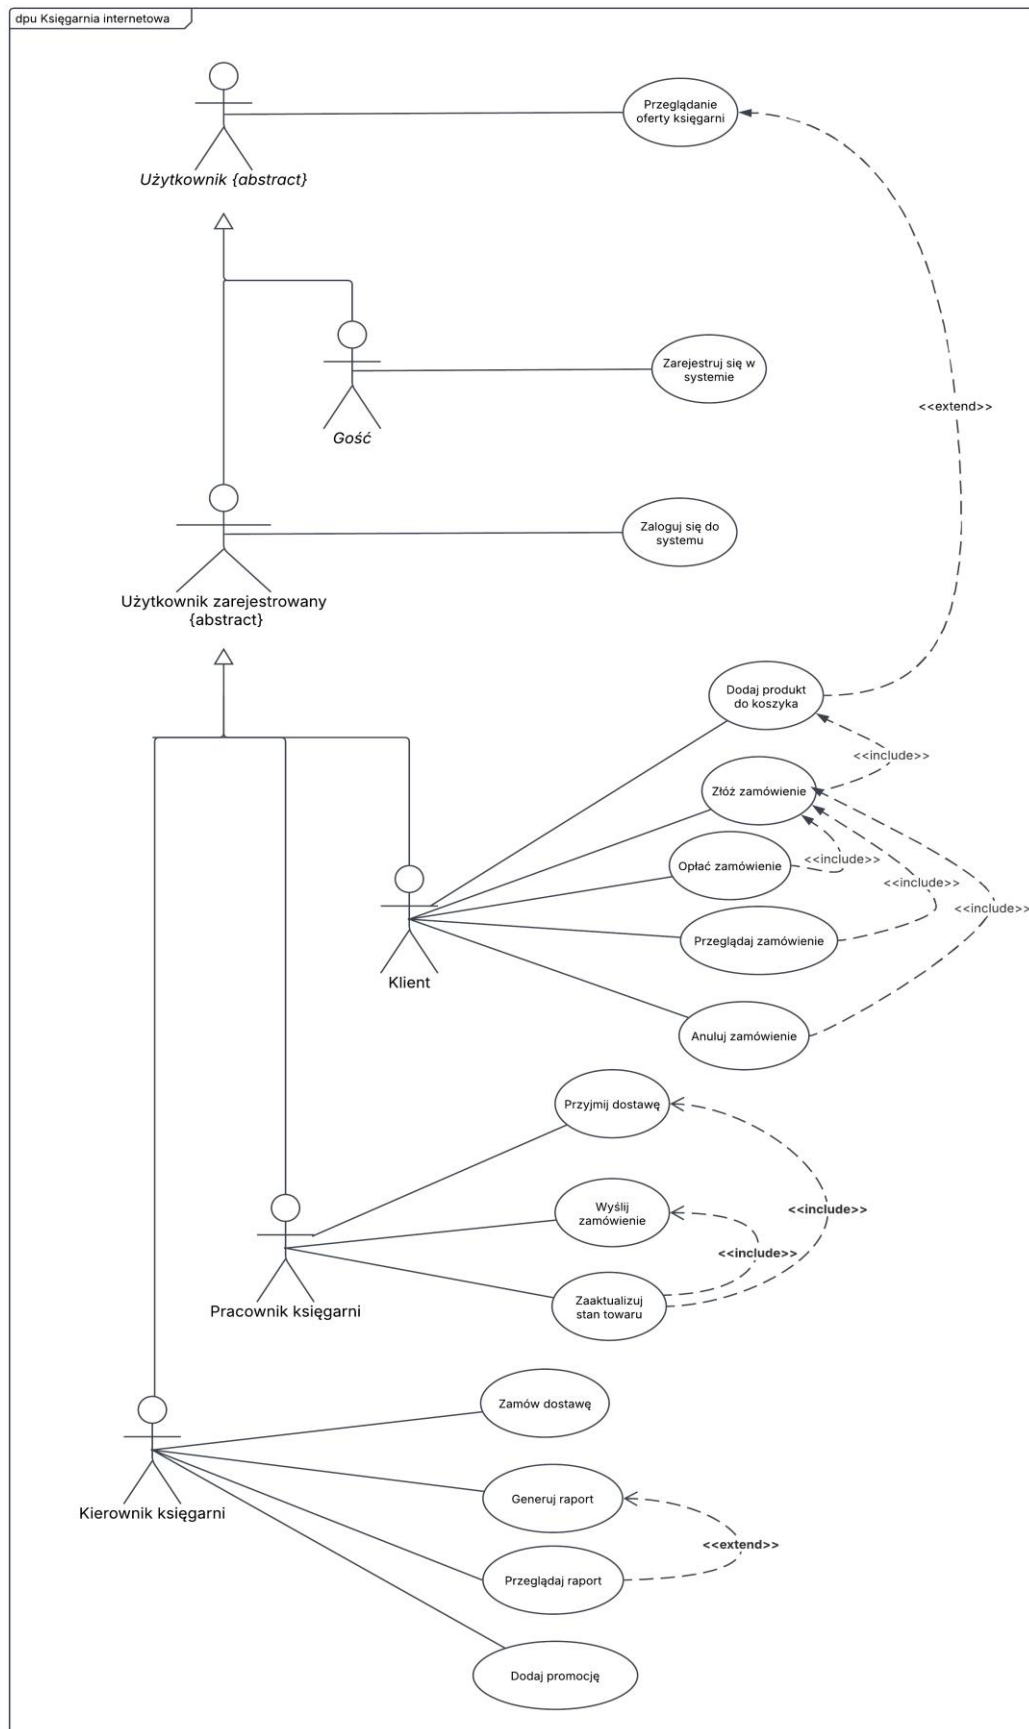 dpu Księgarnia internetowa
Przeglądanie
oferty księgarni
Użytkownik {abstract}
Zarejestruj się w
systemie
<<extend>>
Gość
Zaloguj się do
systemu
Użytkownik zarejestrowany
{abstract}
Dodaj produkt
do koszyka
<<include>>
Złóż zamówienie
<<include>>
Opłać zamówienie
<<include>>
<<include>>
Przeglądaj zamówienie
Klient
Anuluj zamówienie
Przyjmij dostawę
Wyślij
zamówienie
<<include>>
<<include>>
Zaaktualizuj
stan towaru
Pracownik księgarni
Zamów dostawę
Generuj raport
Kierownik księgarni
<<extend>>
Przeglądaj raport
Dodaj promocję